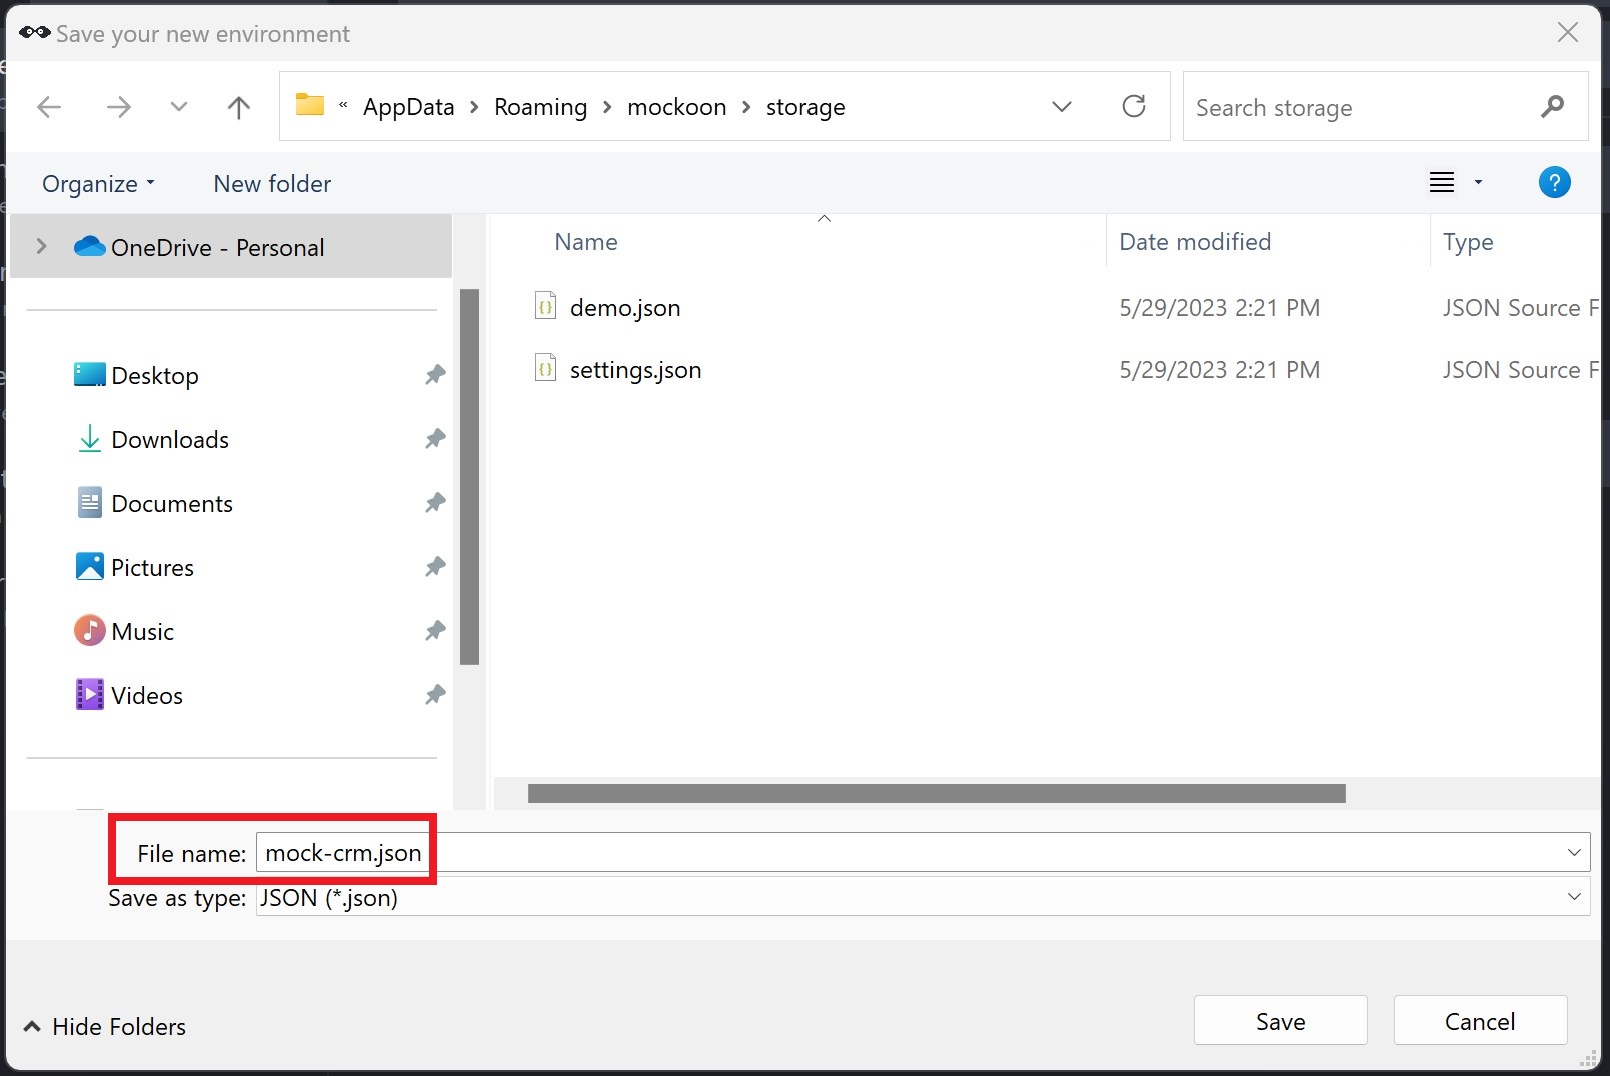 Save your new environment
« AppData > Roaming > mockoon > storage
Search storage
Organize
New folder
?
OneDrive - Personal
Desktop
Downloads
Documents
Pictures
Music
Videos
Name Date modified Type
demo.json 5/29/2023 2:21 PM JSON Source F
settings.json 5/29/2023 2:21 PM JSON Source F
File name: mock-crm.json
Save as type: JSON (*.json)
Hide Folders
Save
Cancel